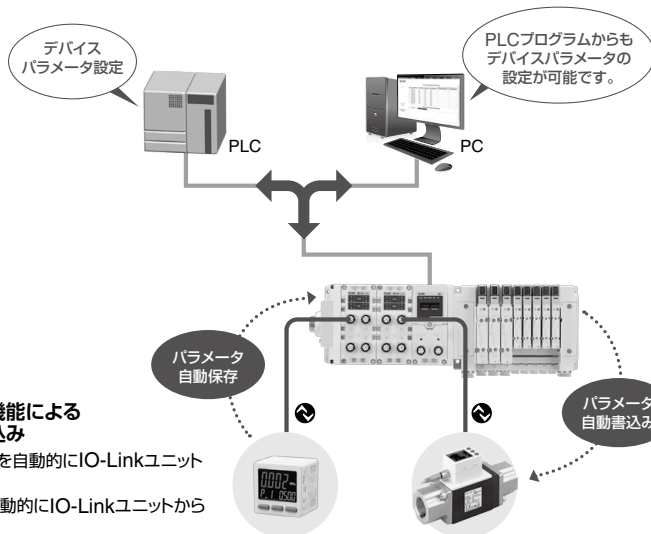 デバイス
パラメータ設定
PLCプログラムからも
デバイスパラメータの
設定が可能です。
PLC
PC
パラメータ
自動保存
パラメータ
自動書込み
機能による
込み
を自動的にIO-Linkユニット
動的にIO-Linkユニットから
0.002
P.1 0500